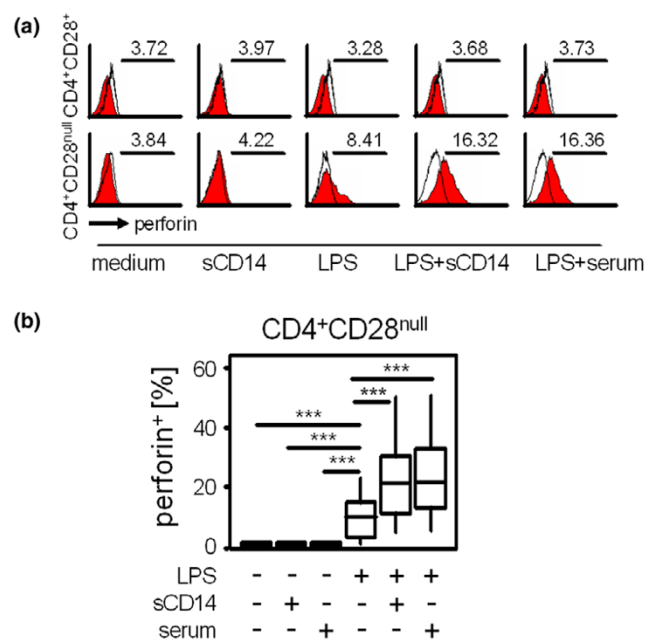 (a)
CD4⁺CD28⁺
3.72 3.97 3.28 3.68 3.73
CD4⁺CD28ⁿᵘˡˡ
3.84 4.22 8.41 16.32 16.36
perforin
medium sCD14 LPS LPS+sCD14 LPS+serum
(b)
CD4⁺CD28ⁿᵘˡˡ
perforin⁺ [%]
60
40
20
0
***
***
***
***
***
LPS - - - + + +
sCD14 - + - - + -
serum - - + - - +